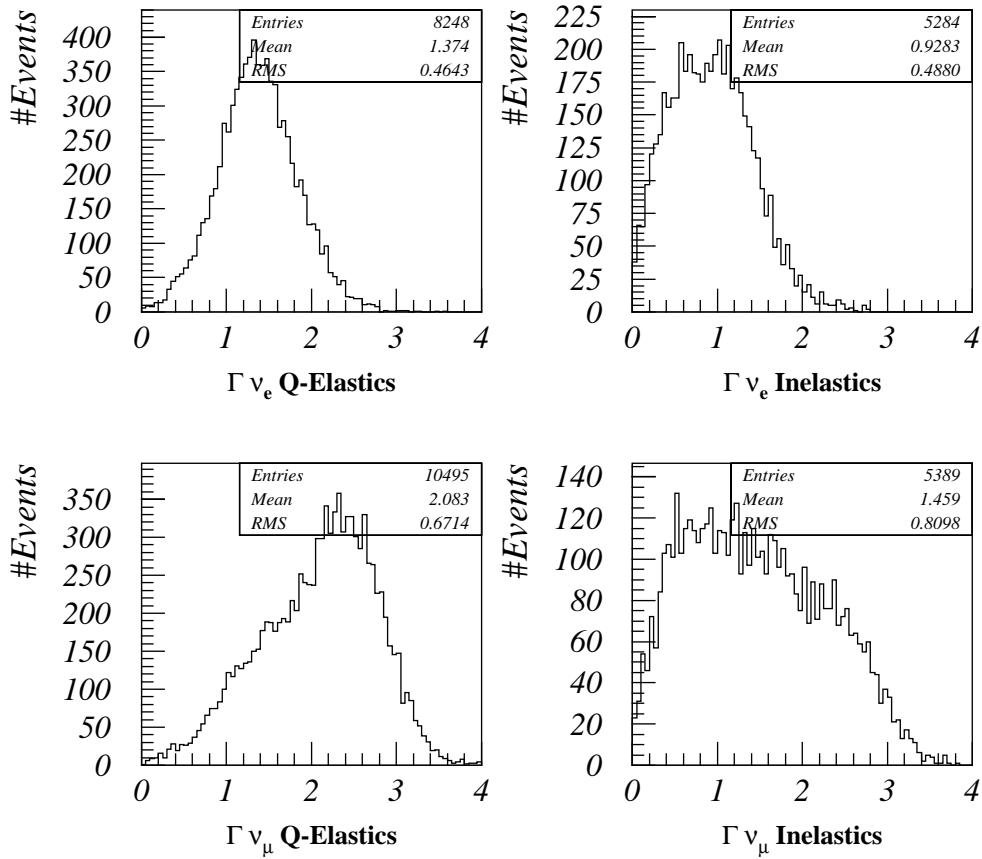 #Events
400
350
300
250
200
150
100
50
0
Entries 8248
Mean 1.374
RMS 0.4643
0 1 2 3 4
Γ νe Q-Elastics
#Events
225
200
175
150
125
100
75
50
25
0
Entries 5284
Mean 0.9283
RMS 0.4880
0 1 2 3 4
Γ νe Inelastics
#Events
350
300
250
200
150
100
50
0
Entries 10495
Mean 2.083
RMS 0.6714
0 1 2 3 4
Γ νμ Q-Elastics
#Events
140
120
100
80
60
40
20
0
Entries 5389
Mean 1.459
RMS 0.8098
0 1 2 3 4
Γ νμ Inelastics